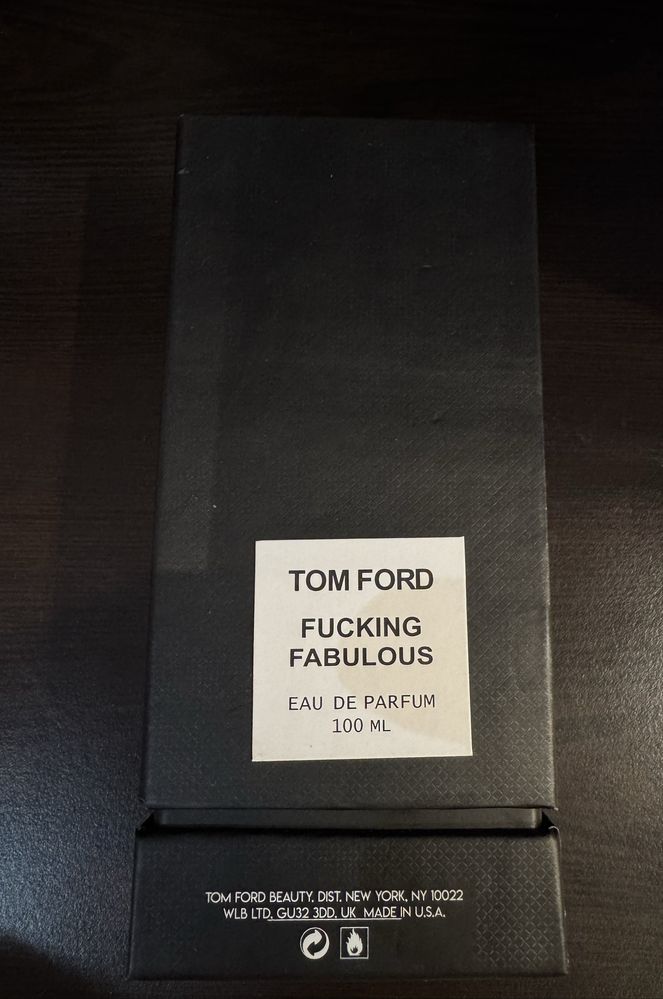 TOM FORD
FUCKING
FABULOUS
EAU DE PARFUM
100 ML
TOM FORD BEAUTY. DIST. NEW YORK, NY 10022
WLB LTD. GU32 3DD, UK MADE IN U.S.A.